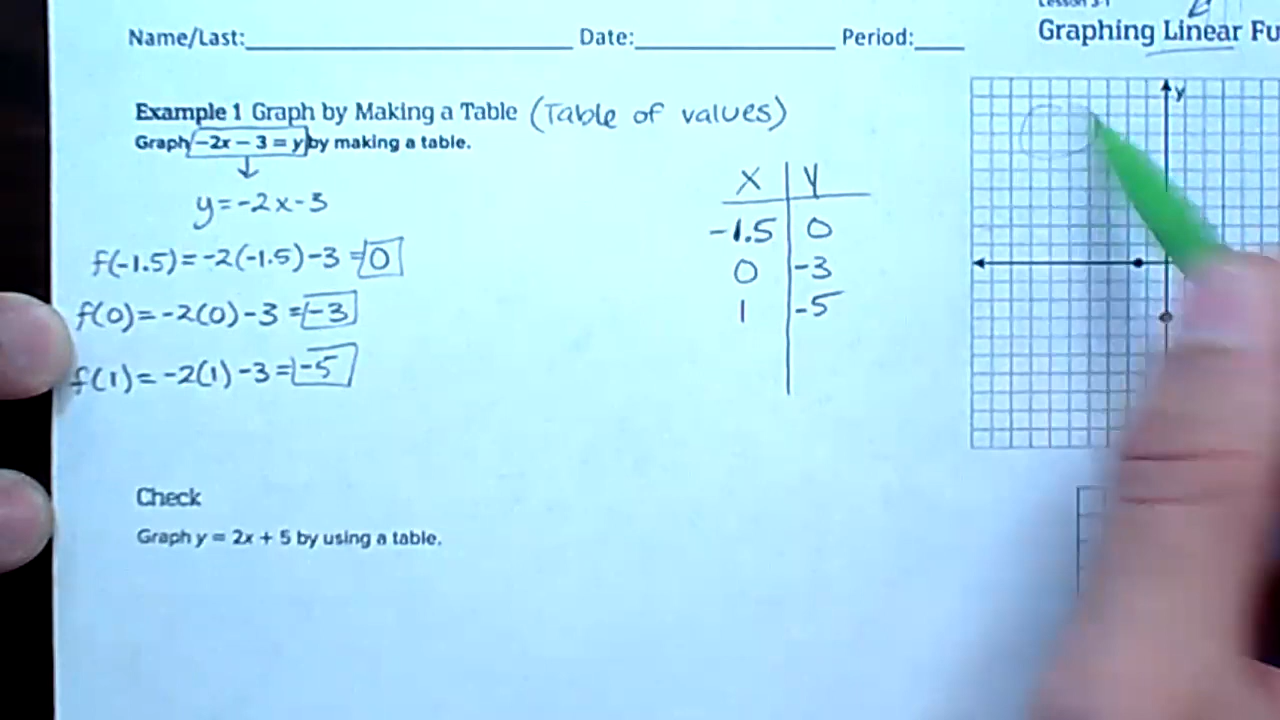 Name/Last: Date: Period:
Graphing Linear
Example 1 Graph by Making a Table (Table of values)
Graph -2x - 3 = y by making a table.
y = -2x - 3
f(-1.5) = -2(-1.5) - 3 = 0
f(0) = -2(0) - 3 = -3
f(1) = -2(1) - 3 = -5
x y
-1.5 0
0 -3
1 -5
y
Check
Graph y = 2x + 5 by using a table.